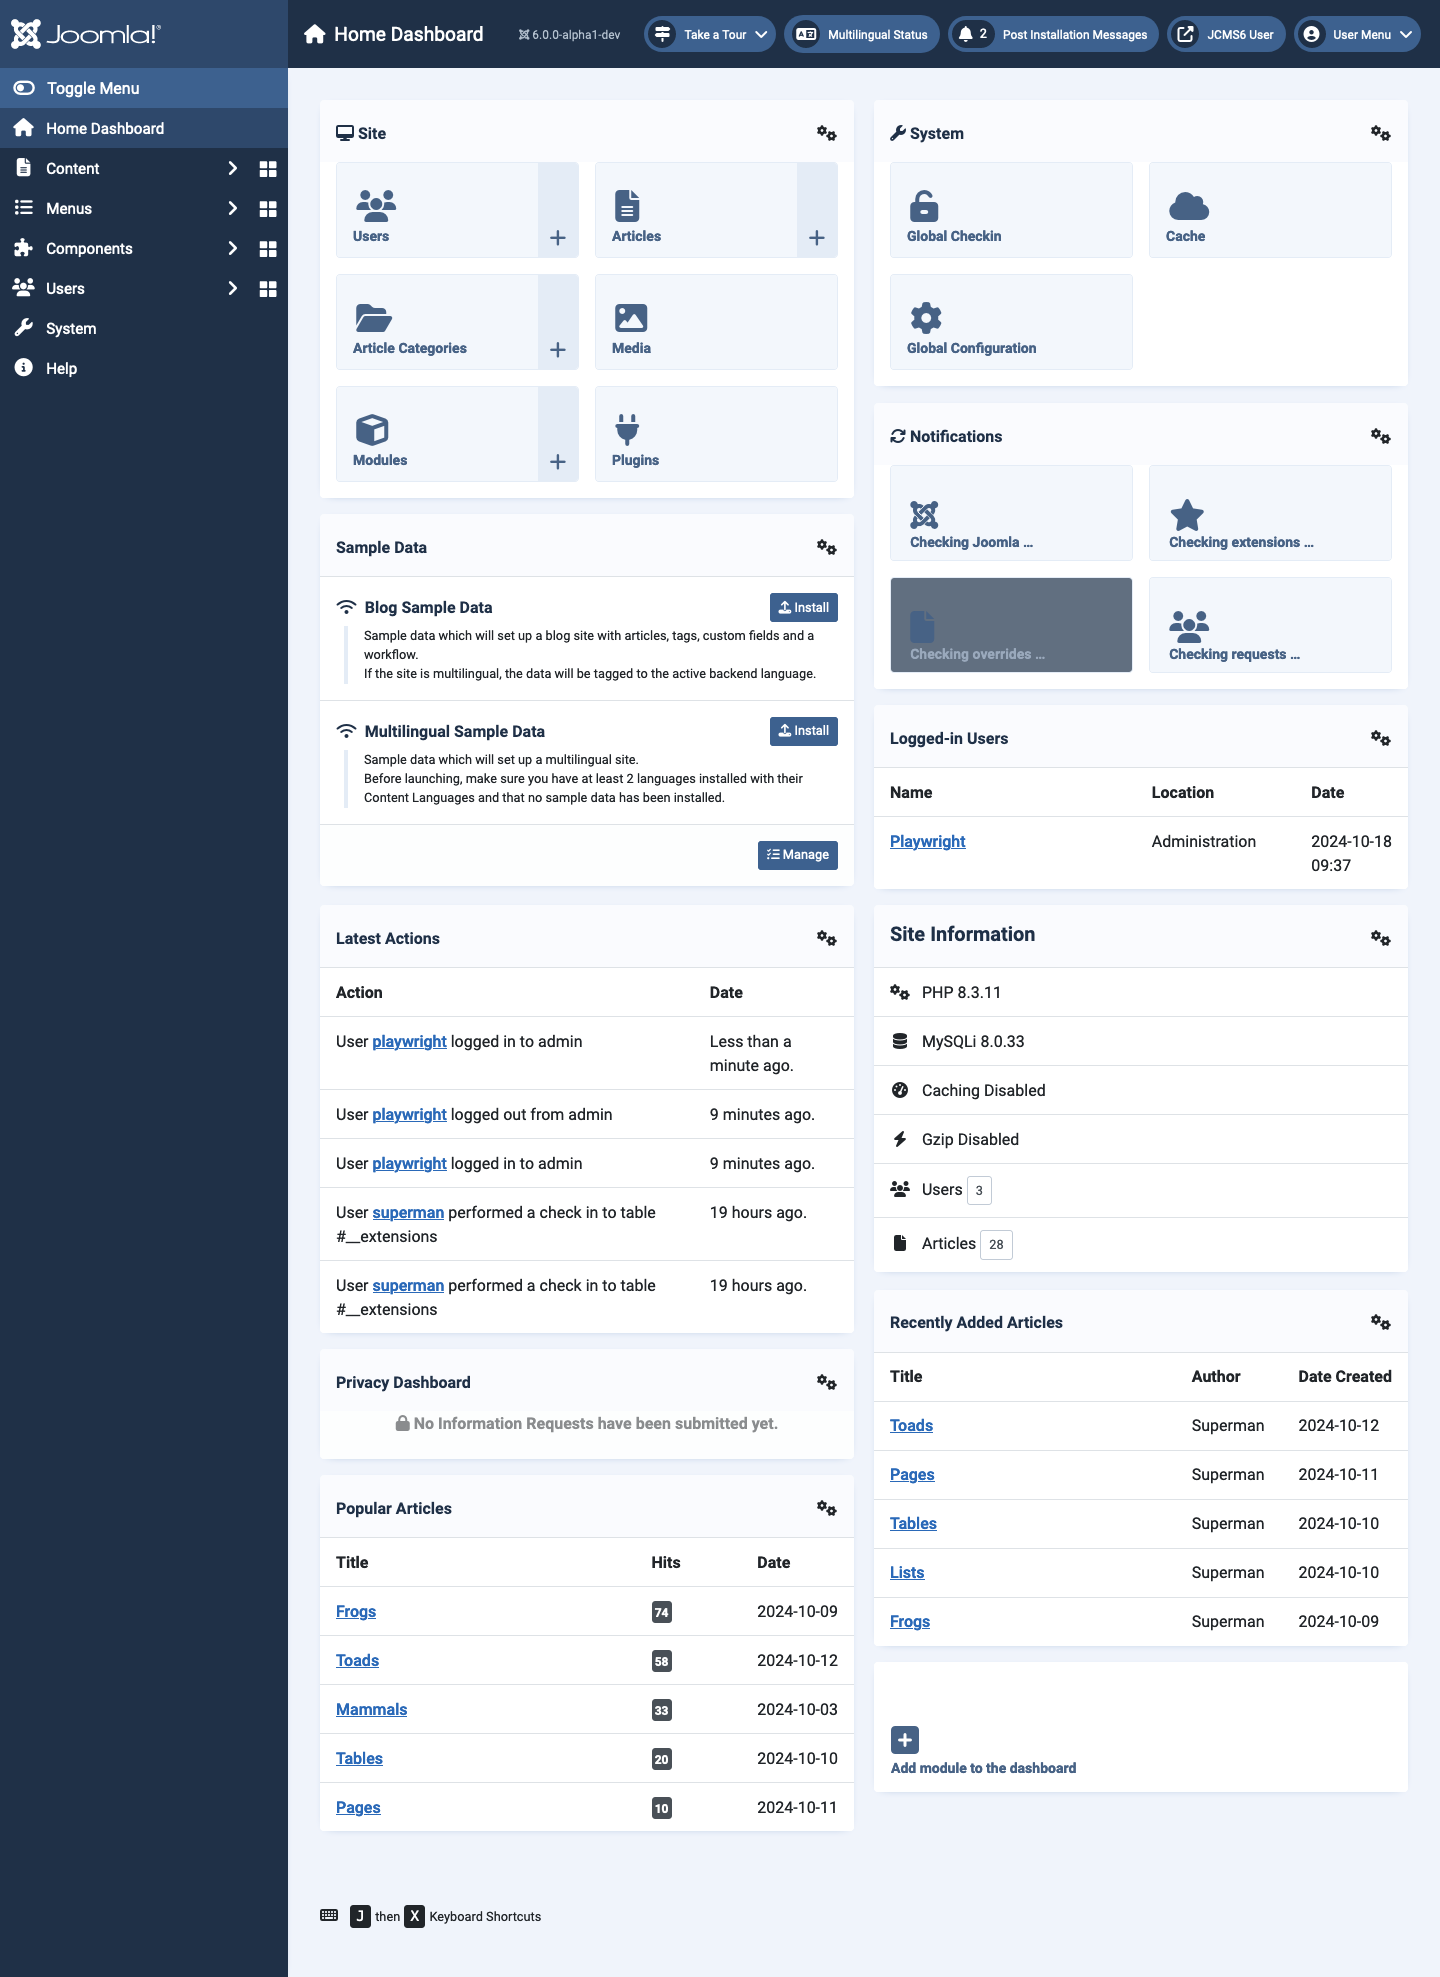 Joomla!
Home Dashboard
6.0.0-alpha1-dev
Take a Tour
Multilingual Status
2 Post Installation Messages
JCMS6 User
User Menu
Toggle Menu
Home Dashboard
Content
Menus
Components
Users
System
Help
Site
Users
Articles
Article Categories
Media
Modules
Plugins
Sample Data
Blog Sample Data
Install
Sample data which will set up a blog site with articles, tags, custom fields and a
workflow.
If the site is multilingual, the data will be tagged to the active backend language.
Multilingual Sample Data
Install
Sample data which will set up a multilingual site.
Before launching, make sure you have at least 2 languages installed with their
Content Languages and that no sample data has been installed.
Manage
Latest Actions
Action Date
User playwright logged in to admin Less than a
minute ago.
User playwright logged out from admin 9 minutes ago.
User playwright logged in to admin 9 minutes ago.
User superman performed a check in to table 19 hours ago.
#__extensions
User superman performed a check in to table 19 hours ago.
#__extensions
Privacy Dashboard
No Information Requests have been submitted yet.
Popular Articles
Title Hits Date
Frogs 74 2024-10-09
Toads 58 2024-10-12
Mammals 33 2024-10-03
Tables 20 2024-10-10
Pages 10 2024-10-11
System
Global Checkin
Cache
Global Configuration
Notifications
Checking Joomla ...
Checking extensions ...
Checking overrides ...
Checking requests ...
Logged-in Users
Name Location Date
Playwright Administration 2024-10-18
09:37
Site Information
PHP 8.3.11
MySQLi 8.0.33
Caching Disabled
Gzip Disabled
Users 3
Articles 28
Recently Added Articles
Title Author Date Created
Toads Superman 2024-10-12
Pages Superman 2024-10-11
Tables Superman 2024-10-10
Lists Superman 2024-10-10
Frogs Superman 2024-10-09
Add module to the dashboard
J then X Keyboard Shortcuts